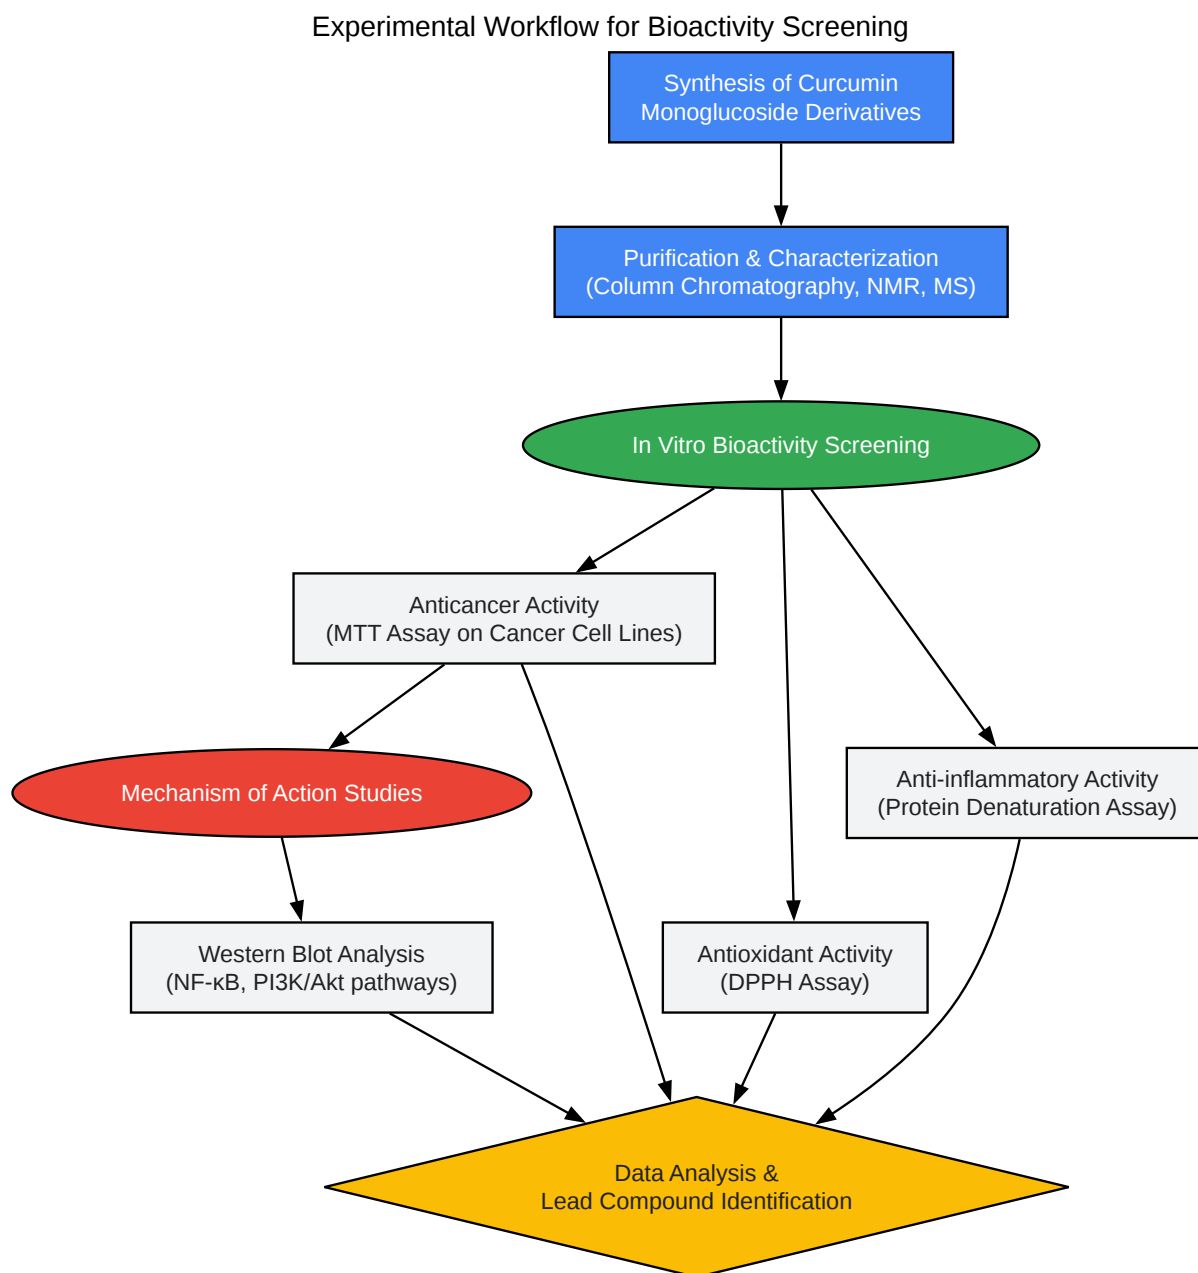 Experimental Workflow for Bioactivity Screening
Synthesis of Curcumin
Monoglucoside Derivatives
Purification & Characterization
(Column Chromatography, NMR, MS)
In Vitro Bioactivity Screening
Anticancer Activity
(MTT Assay on Cancer Cell Lines)
Mechanism of Action Studies
Anti-inflammatory Activity
(Protein Denaturation Assay)
Western Blot Analysis
(NF-κB, PI3K/Akt pathways)
Antioxidant Activity
(DPPH Assay)
Data Analysis &
Lead Compound Identification